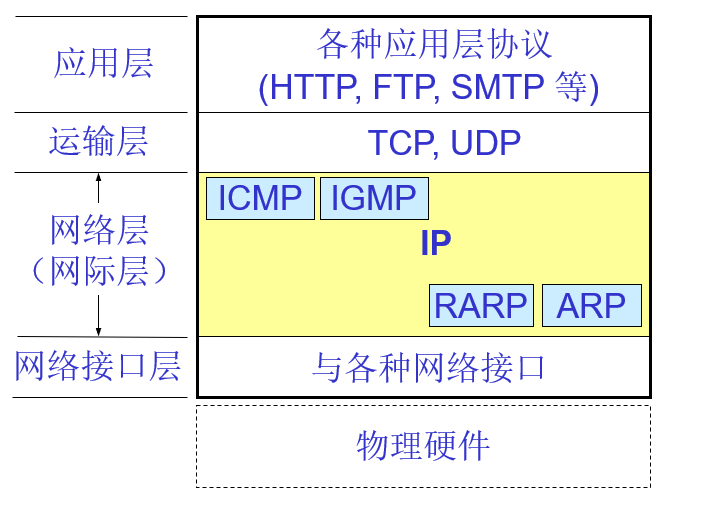 应用层
各种应用层协议
(HTTP, FTP, SMTP 等)
运输层
TCP, UDP
网络层
（网际层）
ICMP
IGMP
IP
RARP
ARP
网络接口层
与各种网络接口
物理硬件